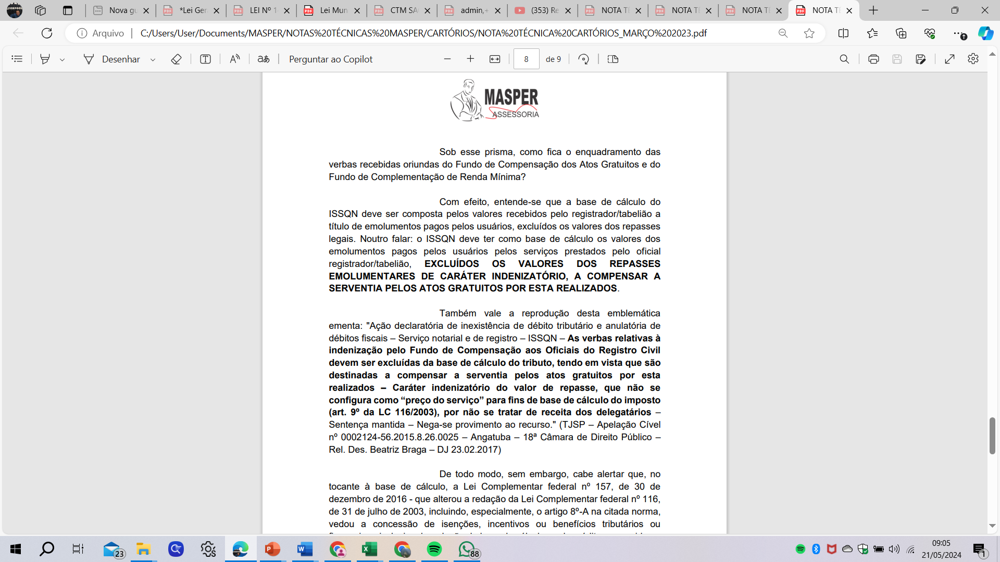 Nova gu
*Lei Ger
LEI Nº 1
Lei Mun
CTM SA
admin,+
(353) Re
NOTA TE
NOTA TE
NOTA TE
NOTA TE
Arquivo
C:/Users/User/Documents/MASPER/NOTAS%20TÉCNICAS%20MASPER/CARTÓRIOS/NOTA%20TÉCNICA%20CARTÓRIOS_MARÇO%202023.pdf
Desenhar
Perguntar ao Copilot
8 de 9
MASPER
ASSESSORIA
Sob esse prisma, como fica o enquadramento das
verbas recebidas oriundas do Fundo de Compensação dos Atos Gratuitos e do
Fundo de Complementação de Renda Mínima?
Com efeito, entende-se que a base de cálculo do
ISSQN deve ser composta pelos valores recebidos pelo registrador/tabelião a
título de emolumentos pagos pelos usuários, excluídos os valores dos repasses
legais. Noutro falar: o ISSQN deve ter como base de cálculo os valores dos
emolumentos pagos pelos usuários pelos serviços prestados pelo oficial
registrador/tabelião, EXCLUÍDOS OS VALORES DOS REPASSES
EMOLUMENTARES DE CARÁTER INDENIZATÓRIO, A COMPENSAR A
SERVENTIA PELOS ATOS GRATUITOS POR ESTA REALIZADOS.
Também vale a reprodução desta emblemática
ementa: "Ação declaratória de inexistência de débito tributário e anulatória de
débitos fiscais – Serviço notarial e de registro – ISSQN – As verbas relativas à
indenização pelo Fundo de Compensação aos Oficiais do Registro Civil
devem ser excluídas da base de cálculo do tributo, tendo em vista que são
destinadas a compensar a serventia pelos atos gratuitos por esta
realizados – Caráter indenizatório do valor de repasse, que não se
configura como “preço do serviço” para fins de base de cálculo do imposto
(art. 9º da LC 116/2003), por não se tratar de receita dos delegatários –
Sentença mantida – Nega-se provimento ao recurso." (TJSP – Apelação Cível
nº 0002124-56.2015.8.26.0025 – Angatuba – 18ª Câmara de Direito Público –
Rel. Des. Beatriz Braga – DJ 23.02.2017)
De todo modo, sem embargo, cabe alertar que, no
tocante à base de cálculo, a Lei Complementar federal nº 157, de 30 de
dezembro de 2016 - que alterou a redação da Lei Complementar federal nº 116,
de 31 de julho de 2003, incluindo, especialmente, o artigo 8º-A na citada norma,
vedou a concessão de isenções, incentivos ou benefícios tributários ou
23
88
09:05
21/05/2024
1